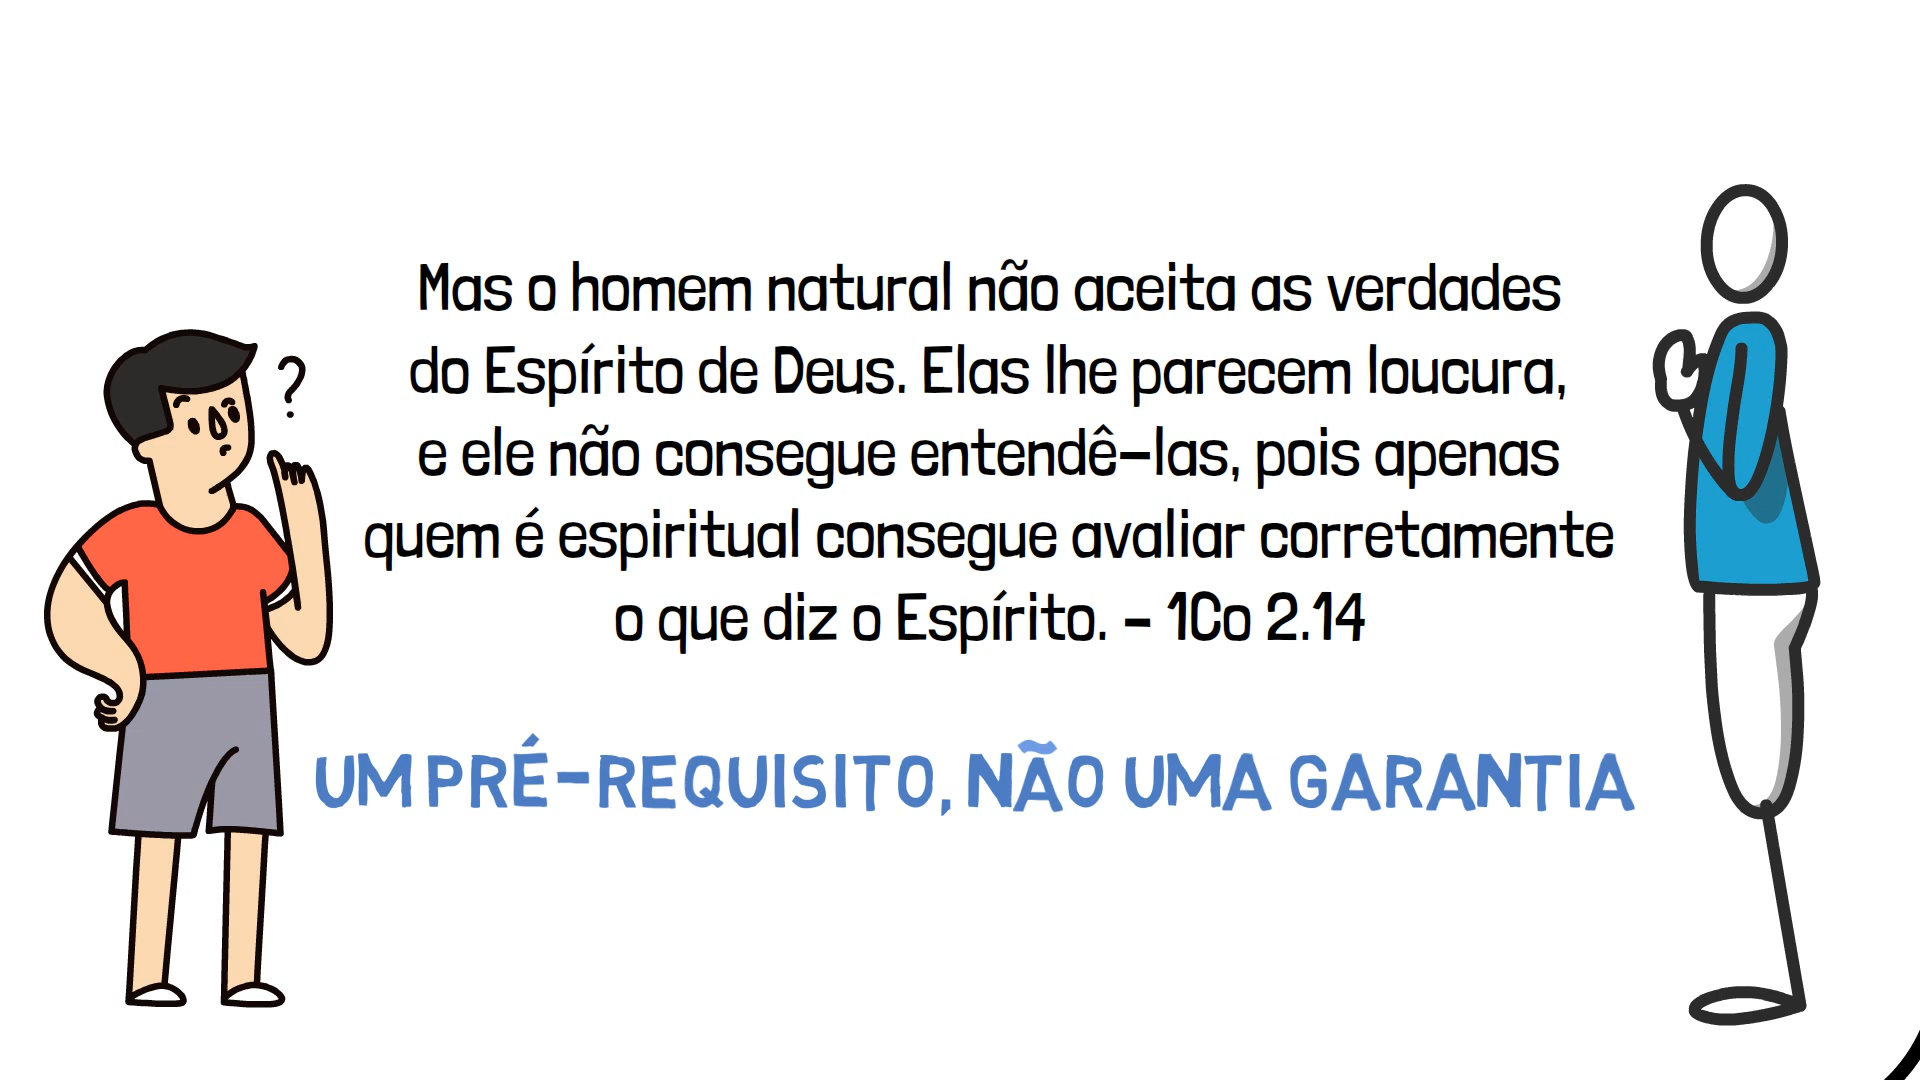 Mas o homem natural não aceita as verdades
do Espírito de Deus. Elas lhe parecem loucura,
e ele não consegue entendê-las, pois apenas
quem é espiritual consegue avaliar corretamente
o que diz o Espírito. - 1Co 2.14
?
UM PRÉ-REQUISITO, NÃO UMA GARANTIA